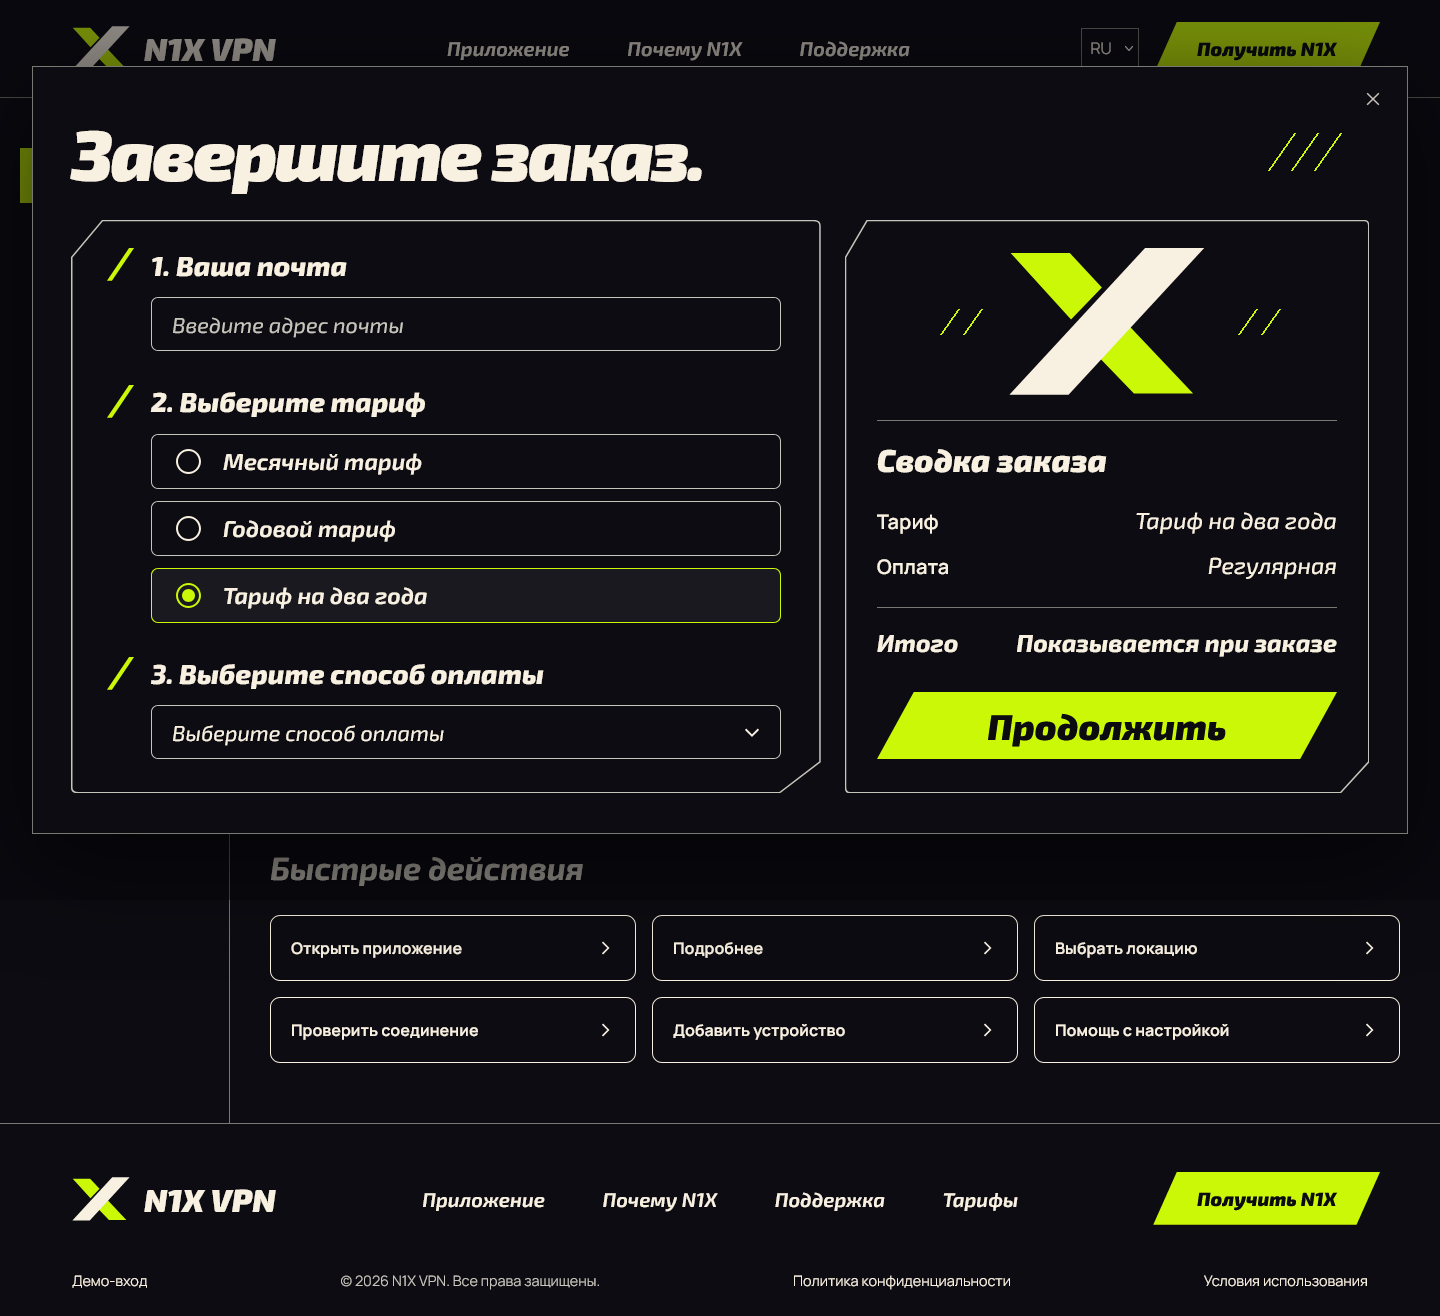 N1X VPN
Приложение
Почему N1X
Поддержка
RU
Получить N1X
Завершите заказ.
1. Ваша почта
Введите адрес почты
2. Выберите тариф
Месячный тариф
Годовой тариф
Тариф на два года
3. Выберите способ оплаты
Выберите способ оплаты
Сводка заказа
Тариф Тариф на два года
Оплата Регулярная
Итого Показывается при заказе
Продолжить
Быстрые действия
Открыть приложение
Подробнее
Выбрать локацию
Проверить соединение
Добавить устройство
Помощь с настройкой
N1X VPN
Приложение
Почему N1X
Поддержка
Тарифы
Получить N1X
Демо-вход
© 2026 N1X VPN. Все права защищены.
Политика конфиденциальности
Условия использования